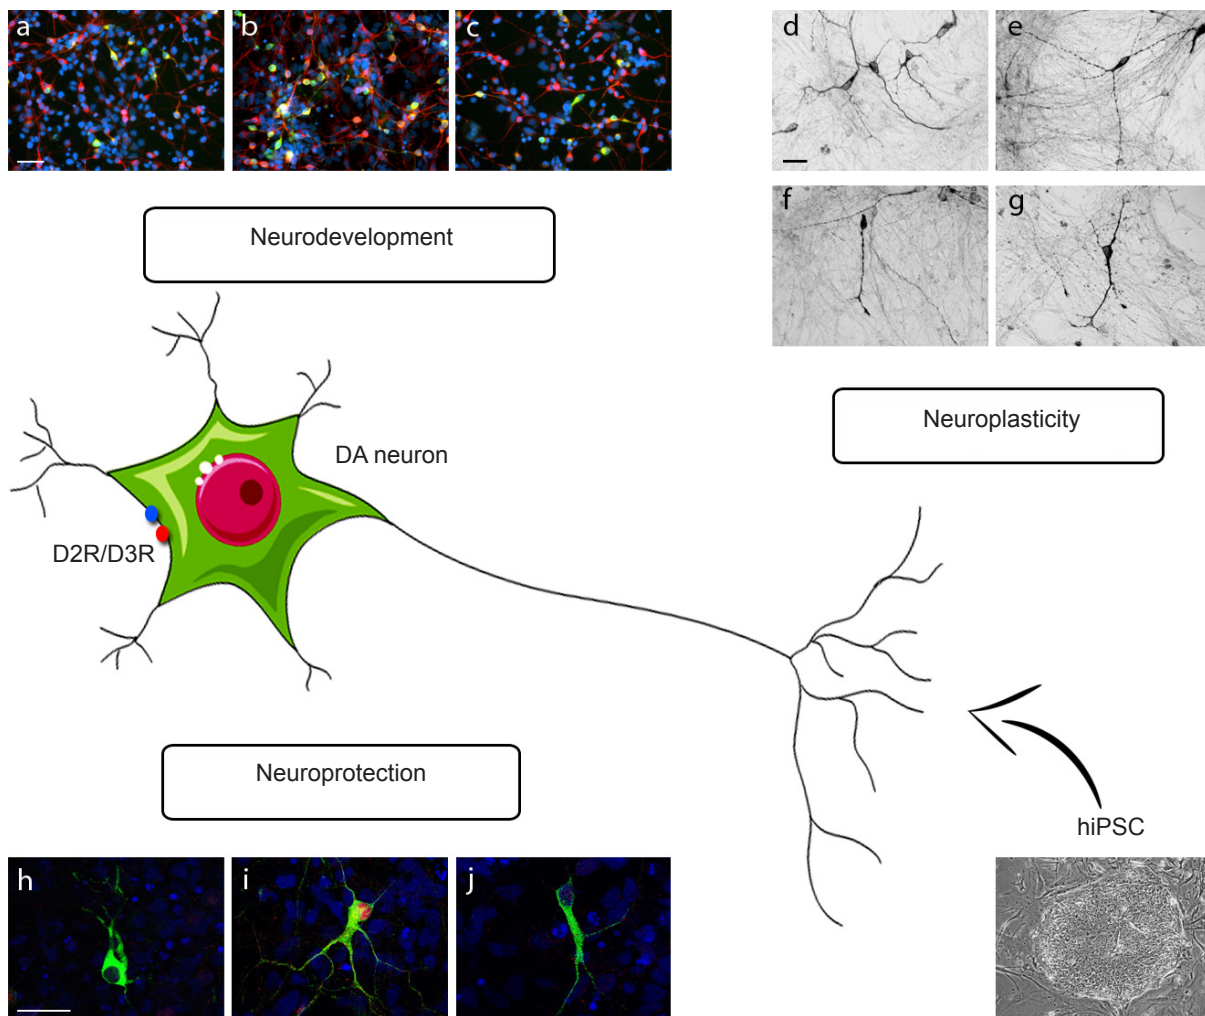 a
b
c
d
e
f
g
Neurodevelopment
Neuroplasticity
DA neuron
D2R/D3R
Neuroprotection
hiPSC
h
i
j